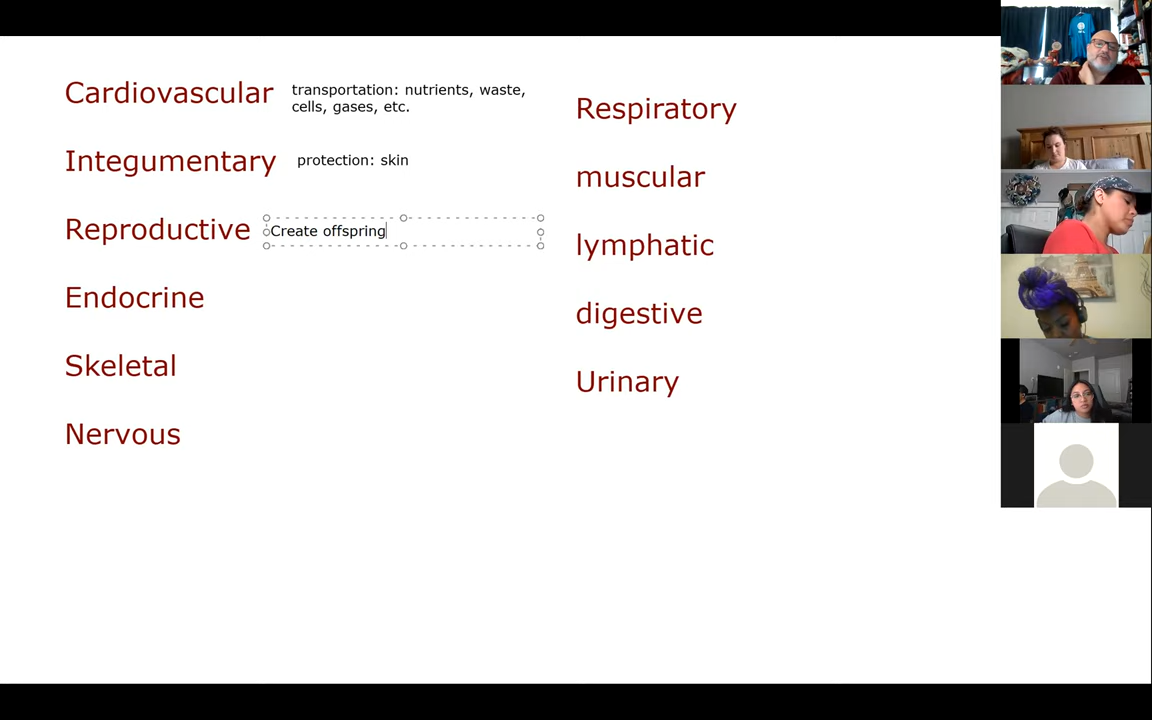 Cardiovascular
transportation: nutrients, waste,
cells, gases, etc.
Integumentary
protection: skin
Reproductive
Create offspring
Endocrine
Skeletal
Nervous
Respiratory
muscular
lymphatic
digestive
Urinary